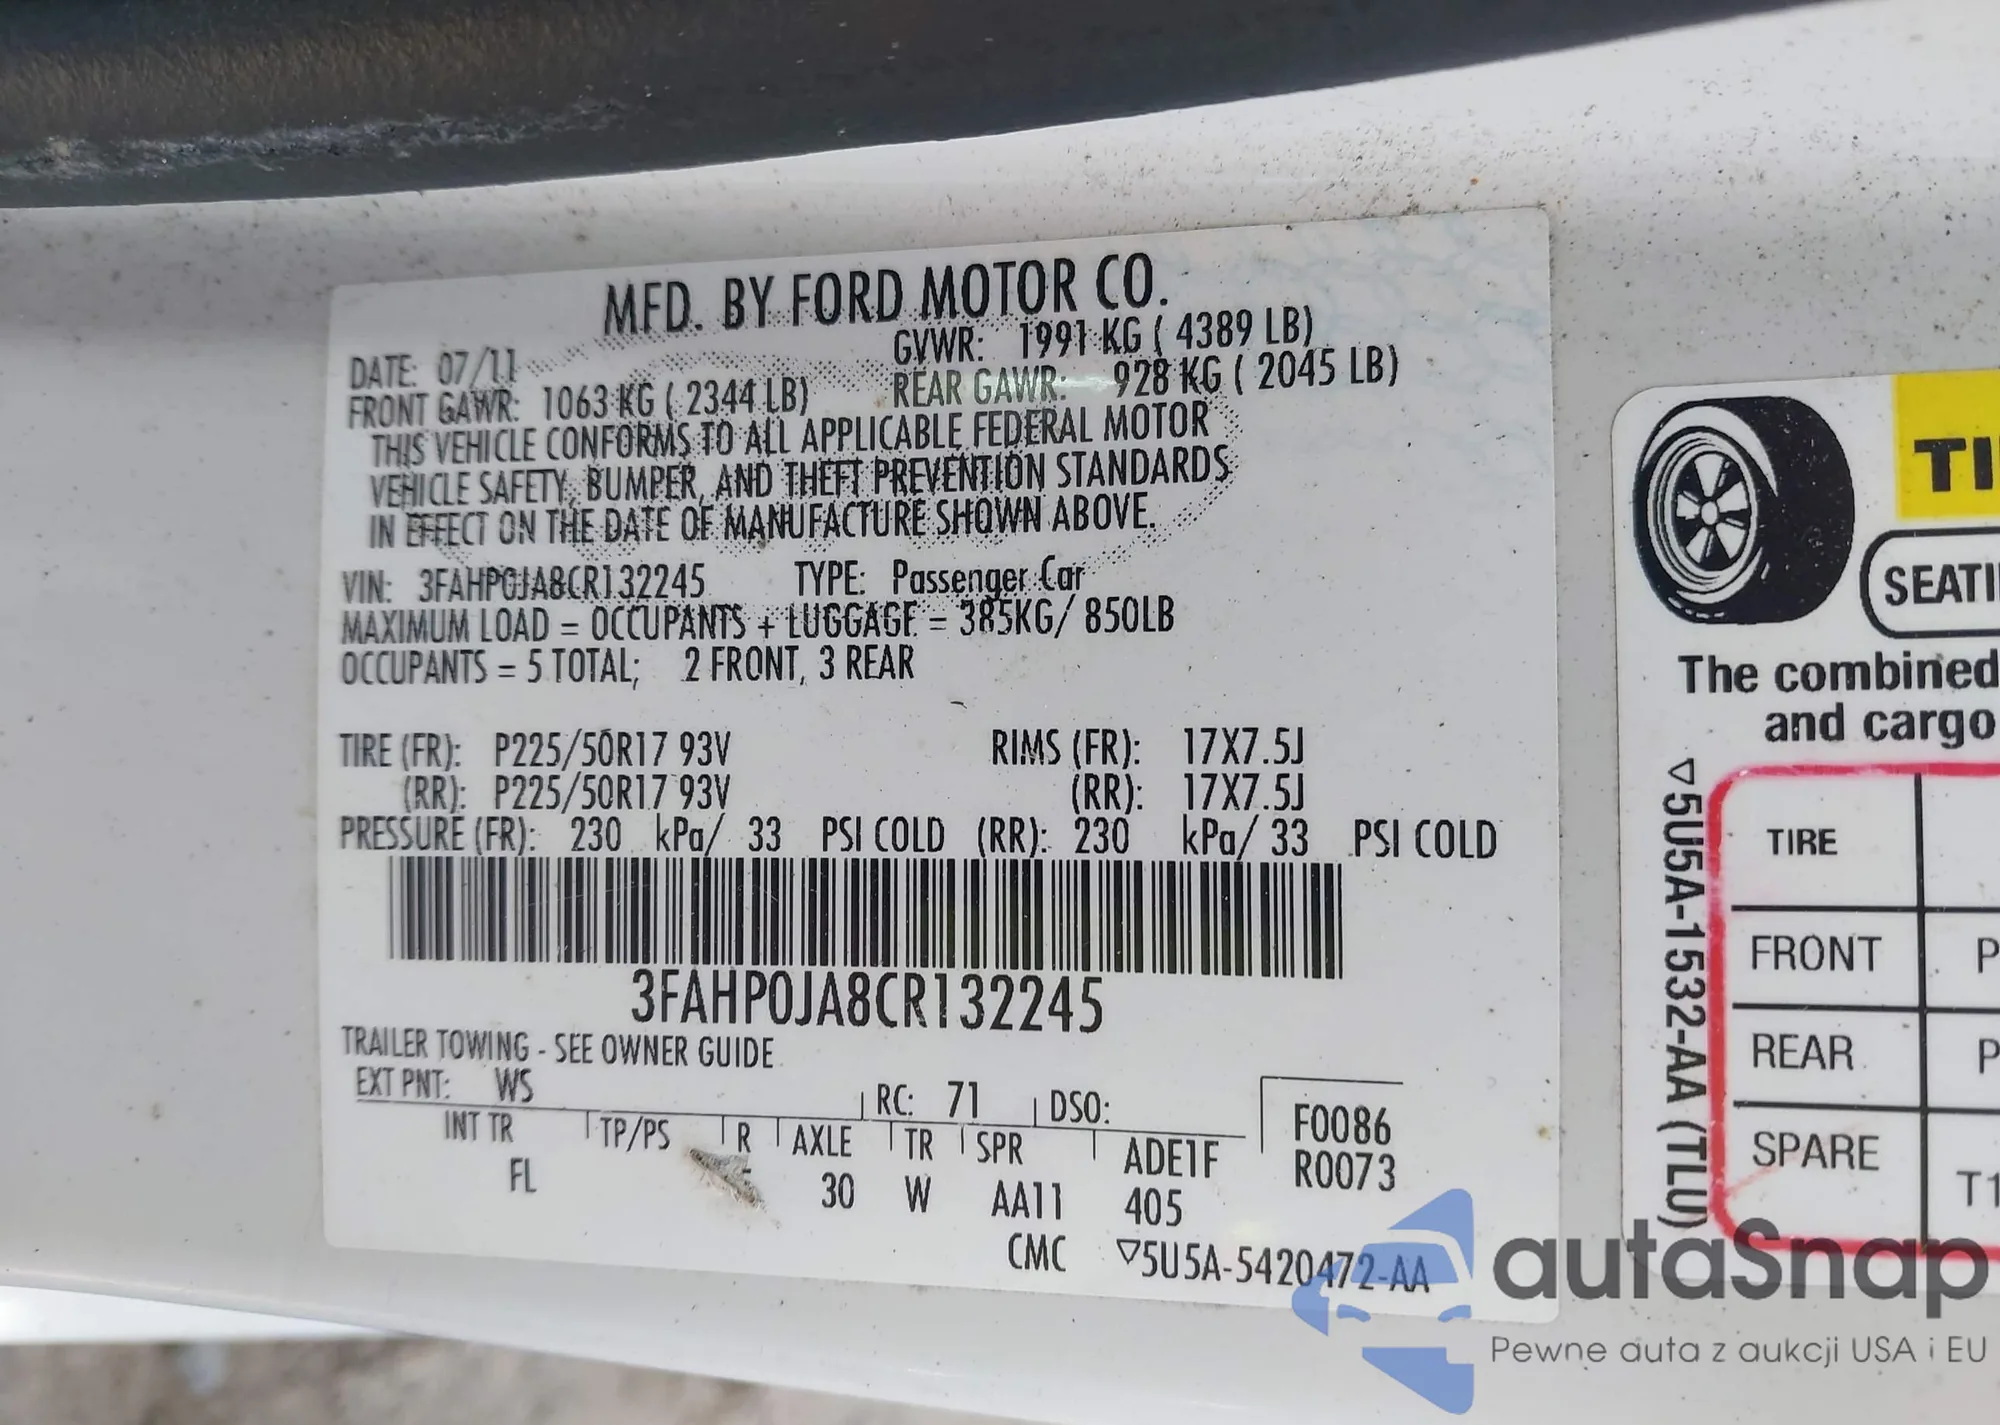 MFD. BY FORD MOTOR CO.
DATE: 07/11 GVWR: 1991 KG ( 4389 LB)
FRONT GAWR: 1063 KG ( 2344 LB) REAR GAWR: 928 KG ( 2045 LB)
THIS VEHICLE CONFORMS TO ALL APPLICABLE FEDERAL MOTOR
VEHICLE SAFETY, BUMPER, AND THEFT PREVENTION STANDARDS
IN EFFECT ON THE DATE OF MANUFACTURE SHOWN ABOVE.
VIN: 3FAHP0JA8CR132245 TYPE: Passenger Car
MAXIMUM LOAD = OCCUPANTS + LUGGAGE = 385KG/ 850LB
OCCUPANTS = 5 TOTAL; 2 FRONT, 3 REAR
TIRE (FR): P225/50R17 93V RIMS (FR): 17X7.5J
(RR): P225/50R17 93V (RR): 17X7.5J
PRESSURE (FR): 230 kPa/ 33 PSI COLD (RR): 230 kPa/ 33 PSI COLD
3FAHP0JA8CR132245
TRAILER TOWING - SEE OWNER GUIDE
EXT PNT: WS RC: 71 DSO:
INT TR TP/PS R AXLE TR SPR ADE1F F0086
FL 30 W AA11 405 R0073
CMC ▽5U5A-5420472-AA
TI
SEATI
The combined
and cargo
▽5U5A-1532-AA (TLU)
TIRE
FRONT P
REAR P
SPARE T1
autaSnap
Pewne auta z aukcji USA i EU